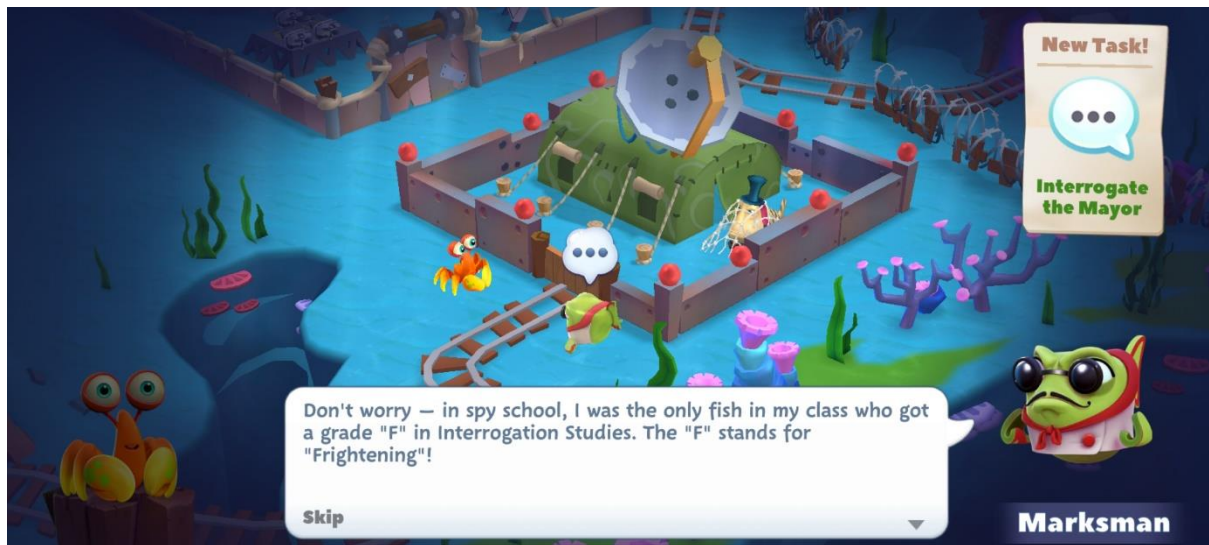 New Task!
Interrogate
the Mayor
Don't worry — in spy school, I was the only fish in my class who got
a grade "F" in Interrogation Studies. The "F" stands for
"Frightening"!
Skip
Marksman